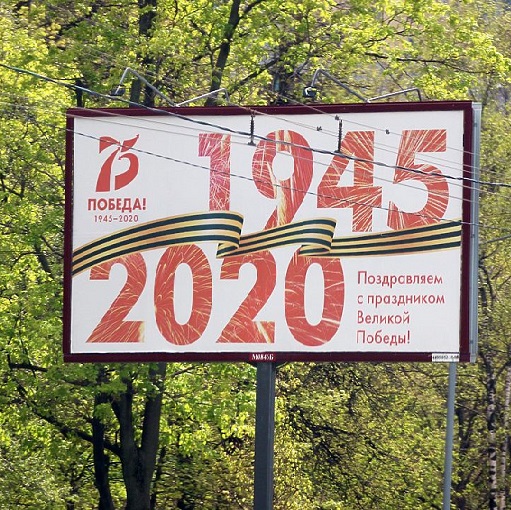 75
ПОБЕДА!
1945–2020
1945
2020
Поздравляем
с праздником
Великой
Победы!